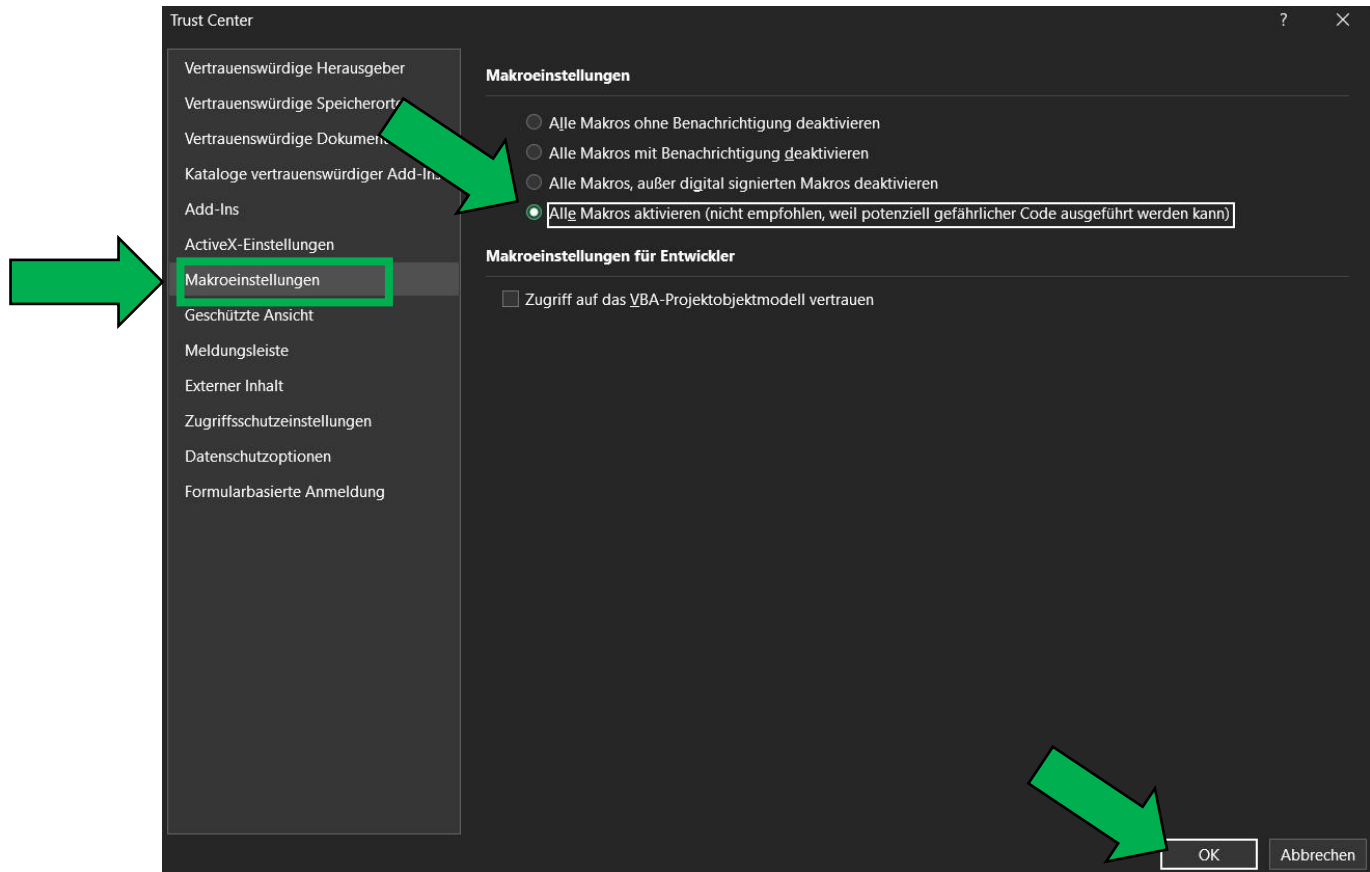 Trust Center
?
Vertrauenswürdige Herausgeber
Vertrauenswürdige Speicherorte
Vertrauenswürdige
Kataloge vertrauenswürdiger Add-Ins
Add-Ins
ActiveX-Einstellungen
Makroeinstellungen
Geschützte Ansicht
Meldungsleiste
Externer Inhalt
Zugriffsschutzeinstellungen
Datenschutzoptionen
Formularbasierte Anmeldung
Makroeinstellungen
Alle Makros ohne Benachrichtigung deaktivieren
Alle Makros mit Benachrichtigung deaktivieren
Alle Makros, außer digital signierten Makros deaktivieren
Alle Makros aktivieren (nicht empfohlen, weil potenziell gefährlicher Code ausgeführt werden kann)
Makroeinstellungen für Entwickler
Zugriff auf das VBA-Projektobjektmodell vertrauen
OK
Abbrechen